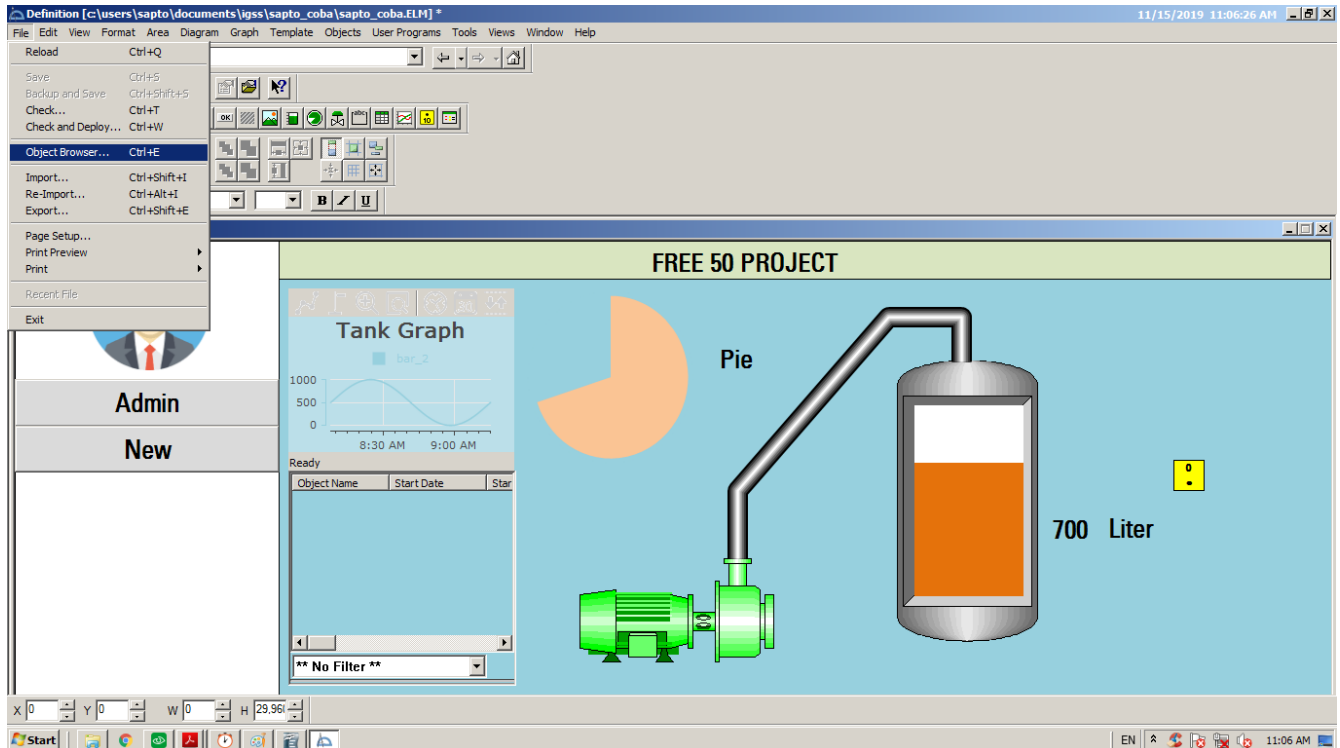 Definition [c:\users\sapto\documents\igss\sapto_coba\sapto_coba.ELM] *
11/15/2019 11:06:26 AM
File Edit View Format Area Diagram Graph Template Objects User Programs Tools Views Window Help
Reload Ctrl+Q
Save Ctrl+S
Backup and Save Ctrl+Shift+S
Check... Ctrl+T
Check and Deploy... Ctrl+W
Object Browser... Ctrl+E
Import... Ctrl+Shift+I
Re-Import... Ctrl+Alt+I
Export... Ctrl+Shift+E
Page Setup...
Print Preview
Print
Recent File
Exit
OK
abc
10
B I U
FREE 50 PROJECT
Admin
New
Tank Graph
bar_2
1000
500
0
8:30 AM 9:00 AM
Ready
Object Name Start Date Star
** No Filter **
Pie
0
700 Liter
X 0 Y 0 W 0 H 29,96
Start
EN 11:06 AM